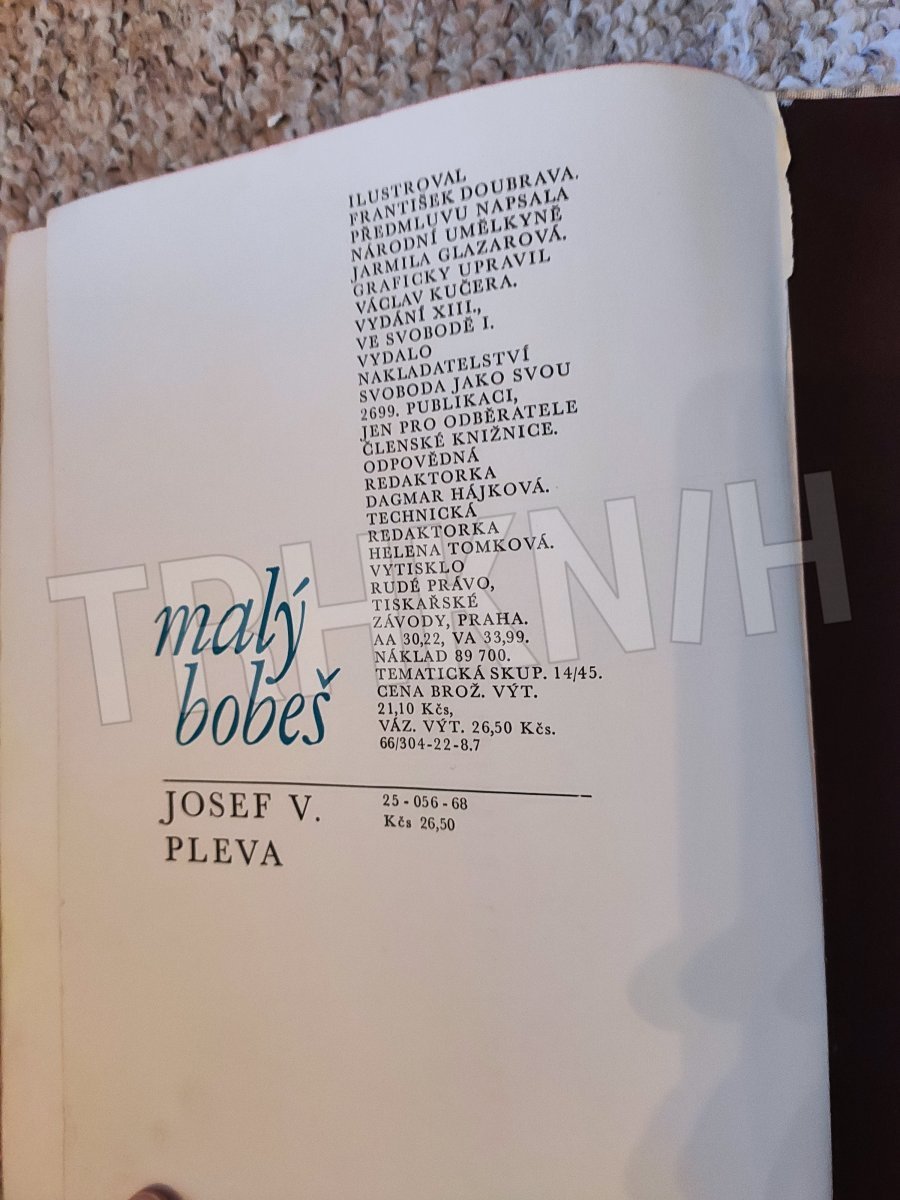 ILUSTROVAL
FRANTIŠEK DOUBRAVA.
PŘEDMLUVU NAPSALA
NÁRODNÍ UMĚLKYNĚ
JARMILA GLAZAROVÁ.
GRAFICKY UPRAVIL
VÁCLAV KUČERA.
VYDÁNÍ XIII.,
VE SVOBODĚ I.
VYDALO
NAKLADATELSTVÍ
SVOBODA JAKO SVOU
2699. PUBLIKACI,
JEN PRO ODBĚRATELE
ČLENSKÉ KNIŽNICE.
ODPOVĚDNÁ
REDAKTORKA
DAGMAR HÁJKOVÁ.
TECHNICKÁ
REDAKTORKA
HELENA TOMKOVÁ.
VYTISKLO
RUDÉ PRÁVO,
TISKAŘSKÉ
ZÁVODY, PRAHA.
AA 30,22, VA 33,99.
NÁKLAD 89 700.
TEMATICKÁ SKUP. 14/45.
CENA BROŽ. VÝT.
21,10 Kčs,
VÁZ. VÝT. 26,50 Kčs.
66/304-22-8.7
malý
bobeš
JOSEF V.
PLEVA
25 - 056 - 68
Kčs 26,50
TRHKNIH